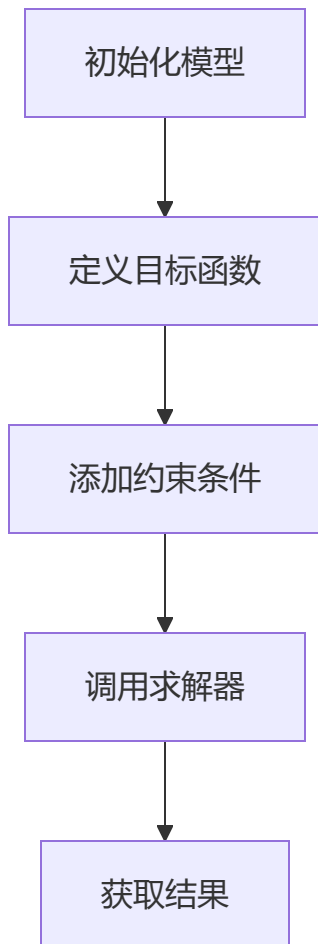 初始化模型
定义目标函数
添加约束条件
调用求解器
获取结果